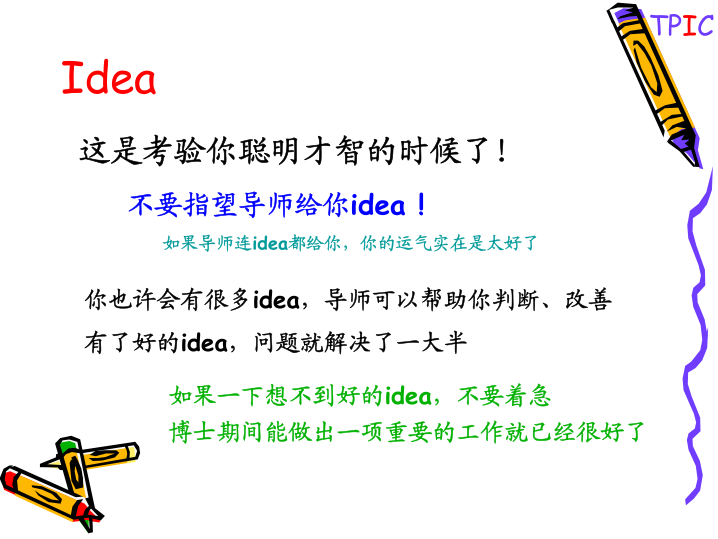 TPIC
Idea
这是考验你聪明才智的时候了！
不要指望导师给你idea！
如果导师连idea都给你，你的运气实在是太好了
你也许会有很多idea，导师可以帮助你判断、改善
有了好的idea，问题就解决了一大半
如果一下想不到好的idea，不要着急
博士期间能做出一项重要的工作就已经很好了